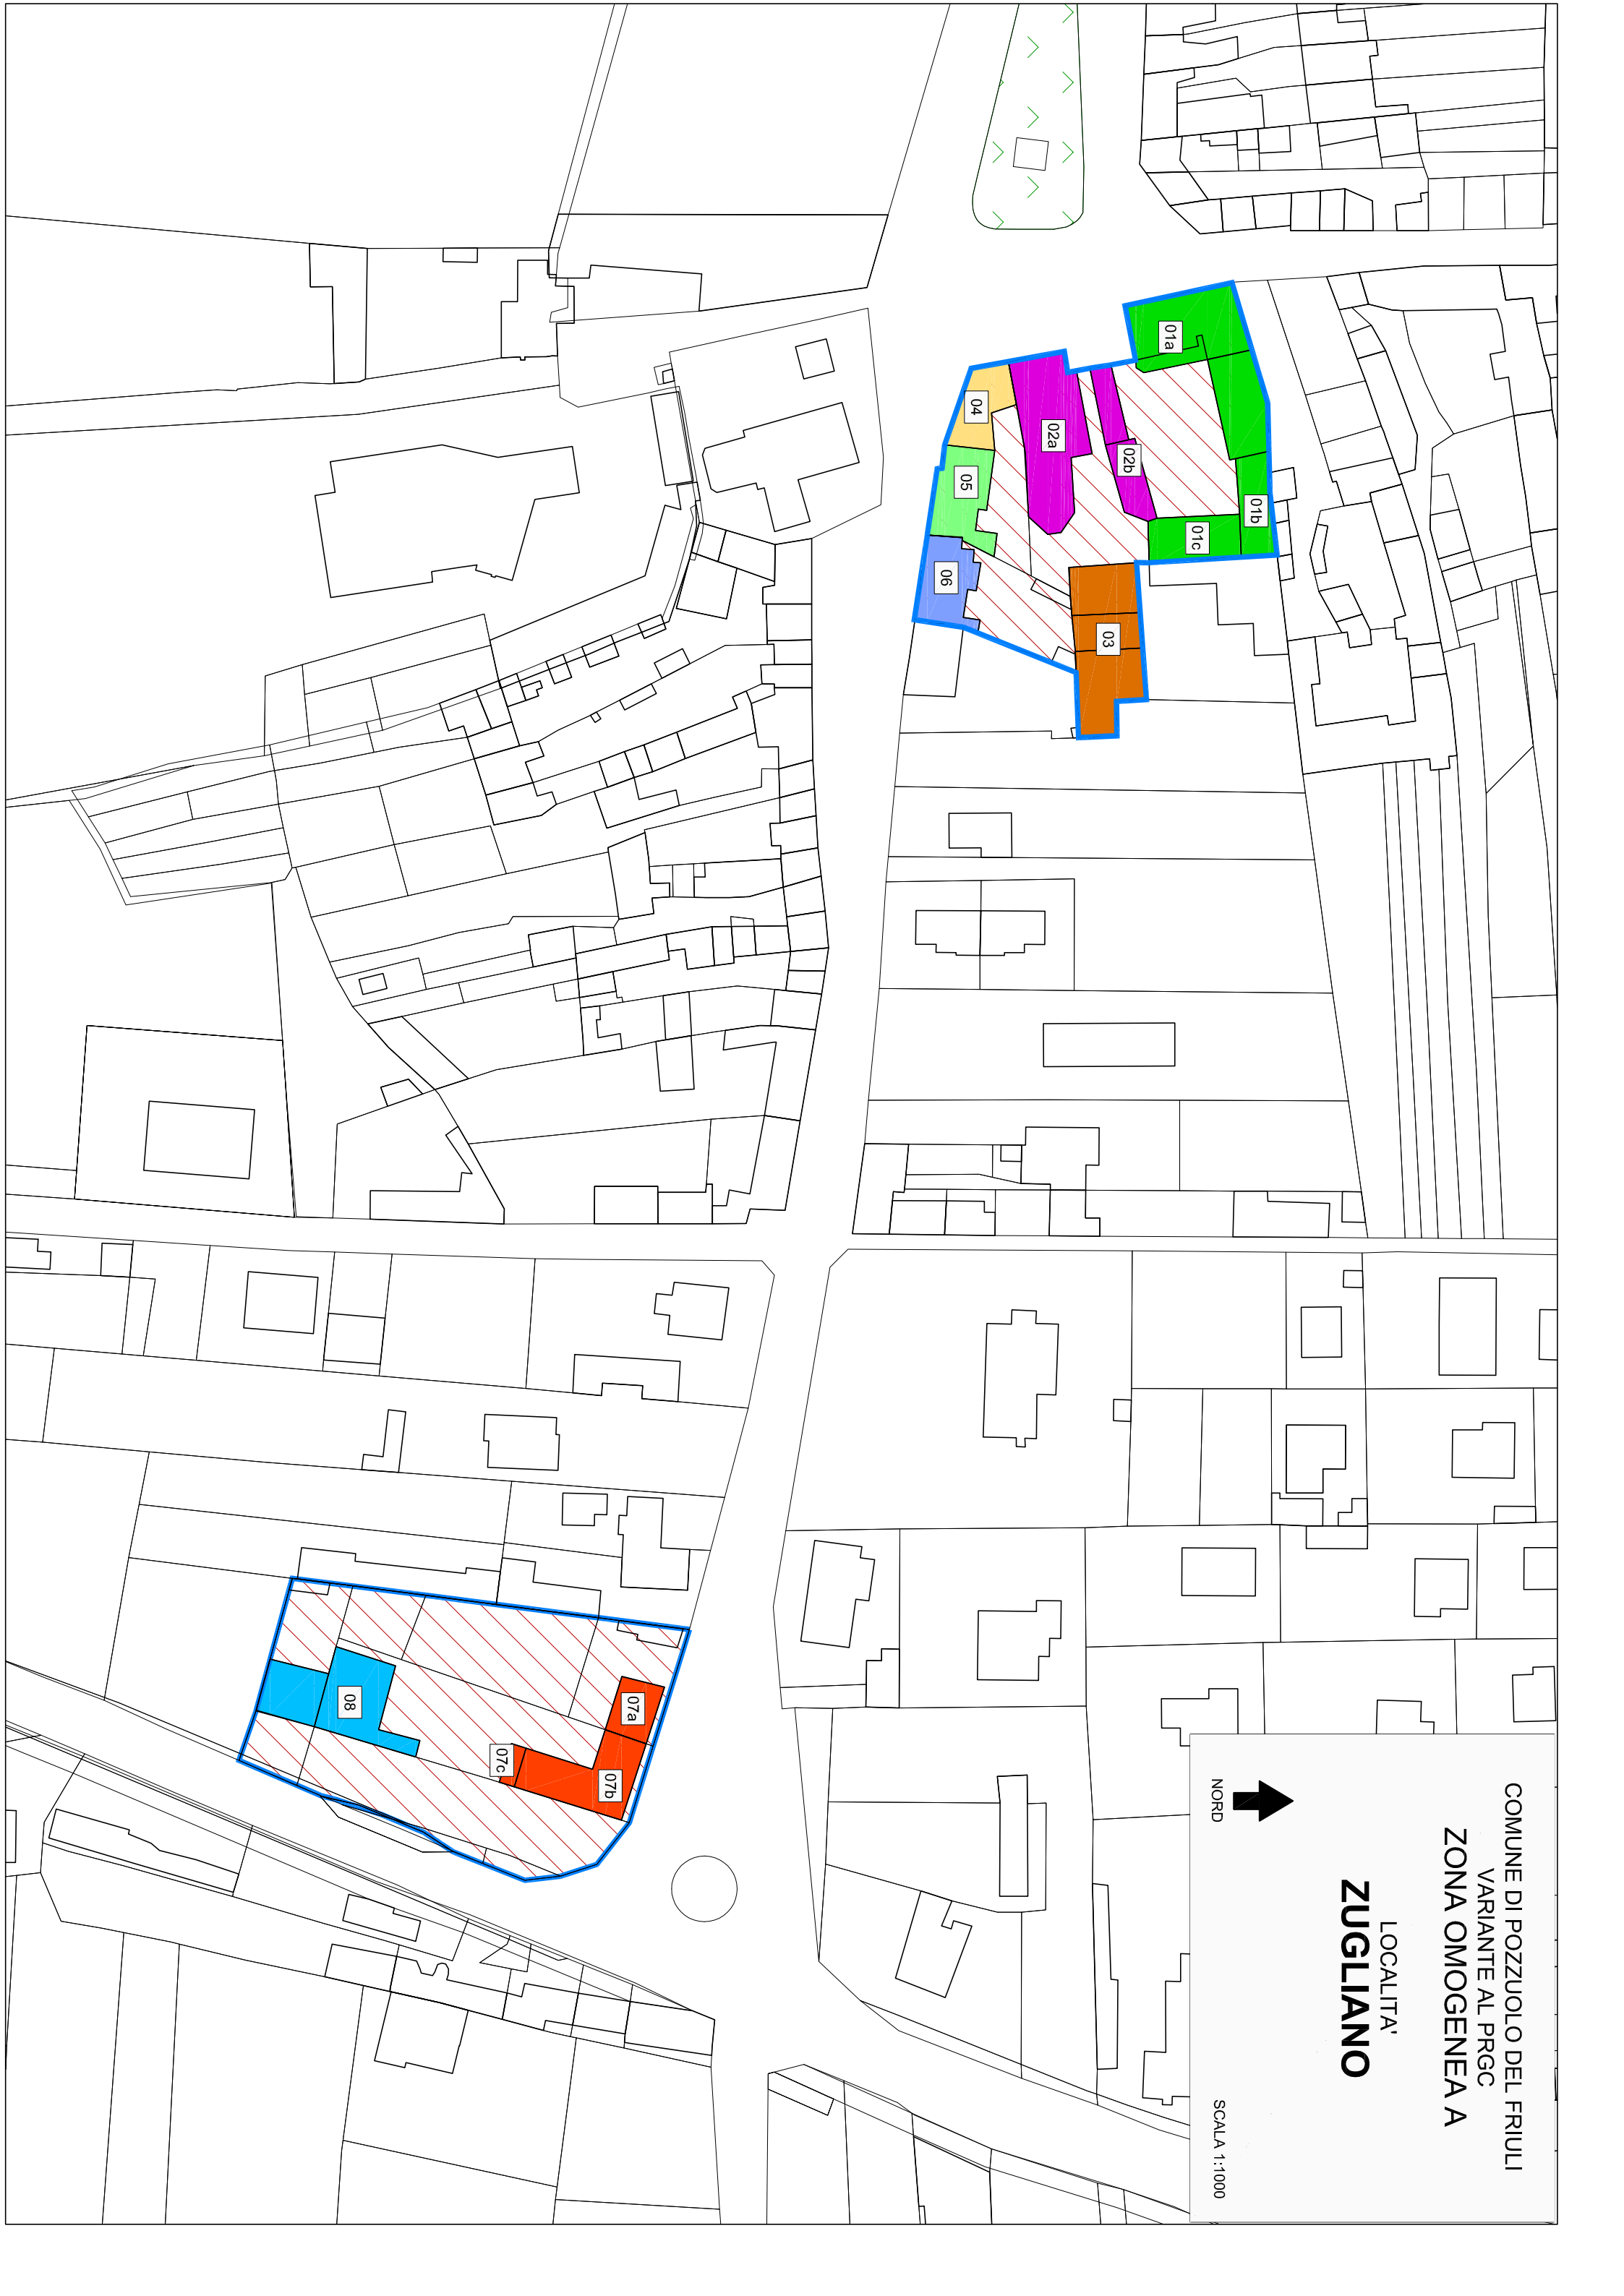 COMUNE DI POZZUOLO DEL FRIULI
VARIANTE AL PRGC
ZONA OMOGENEA A
LOCALITA'
ZUGLIANO
NORD
SCALA 1:1000
01a
01b
01c
02a
02b
03
04
05
06
07a
07b
07c
08